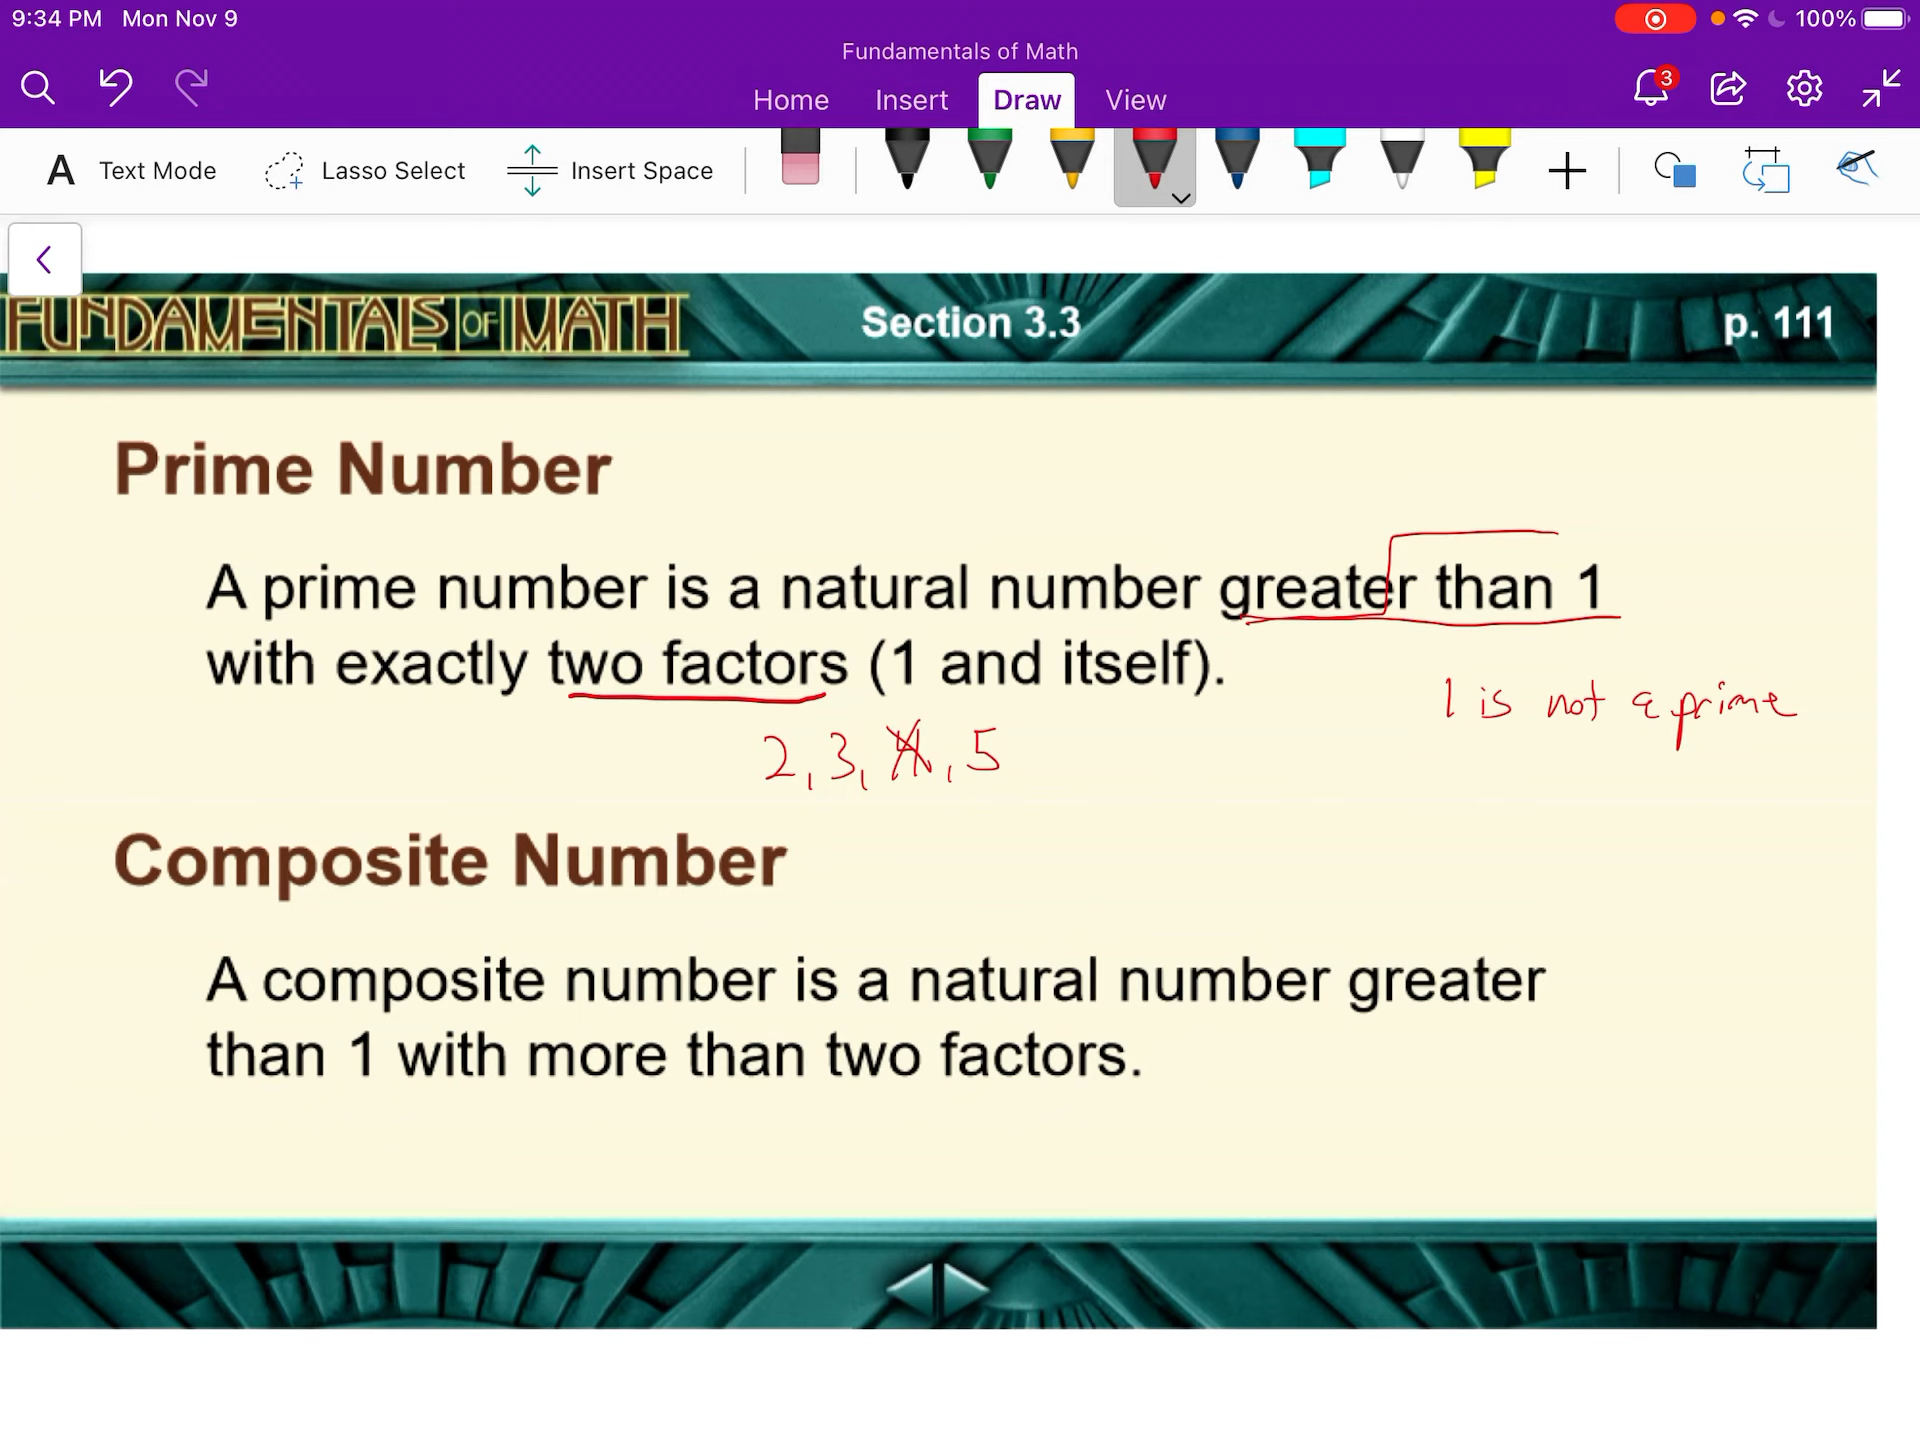 9:34 PM Mon Nov 9
100%
Fundamentals of Math
Home Insert Draw View
3
A Text Mode Lasso Select Insert Space
FUNDAMENTALS OF MATH Section 3.3 p. 111
Prime Number
A prime number is a natural number greater than 1
with exactly two factors (1 and itself).
1 is not a prime
2, 3, 4, 5
Composite Number
A composite number is a natural number greater
than 1 with more than two factors.